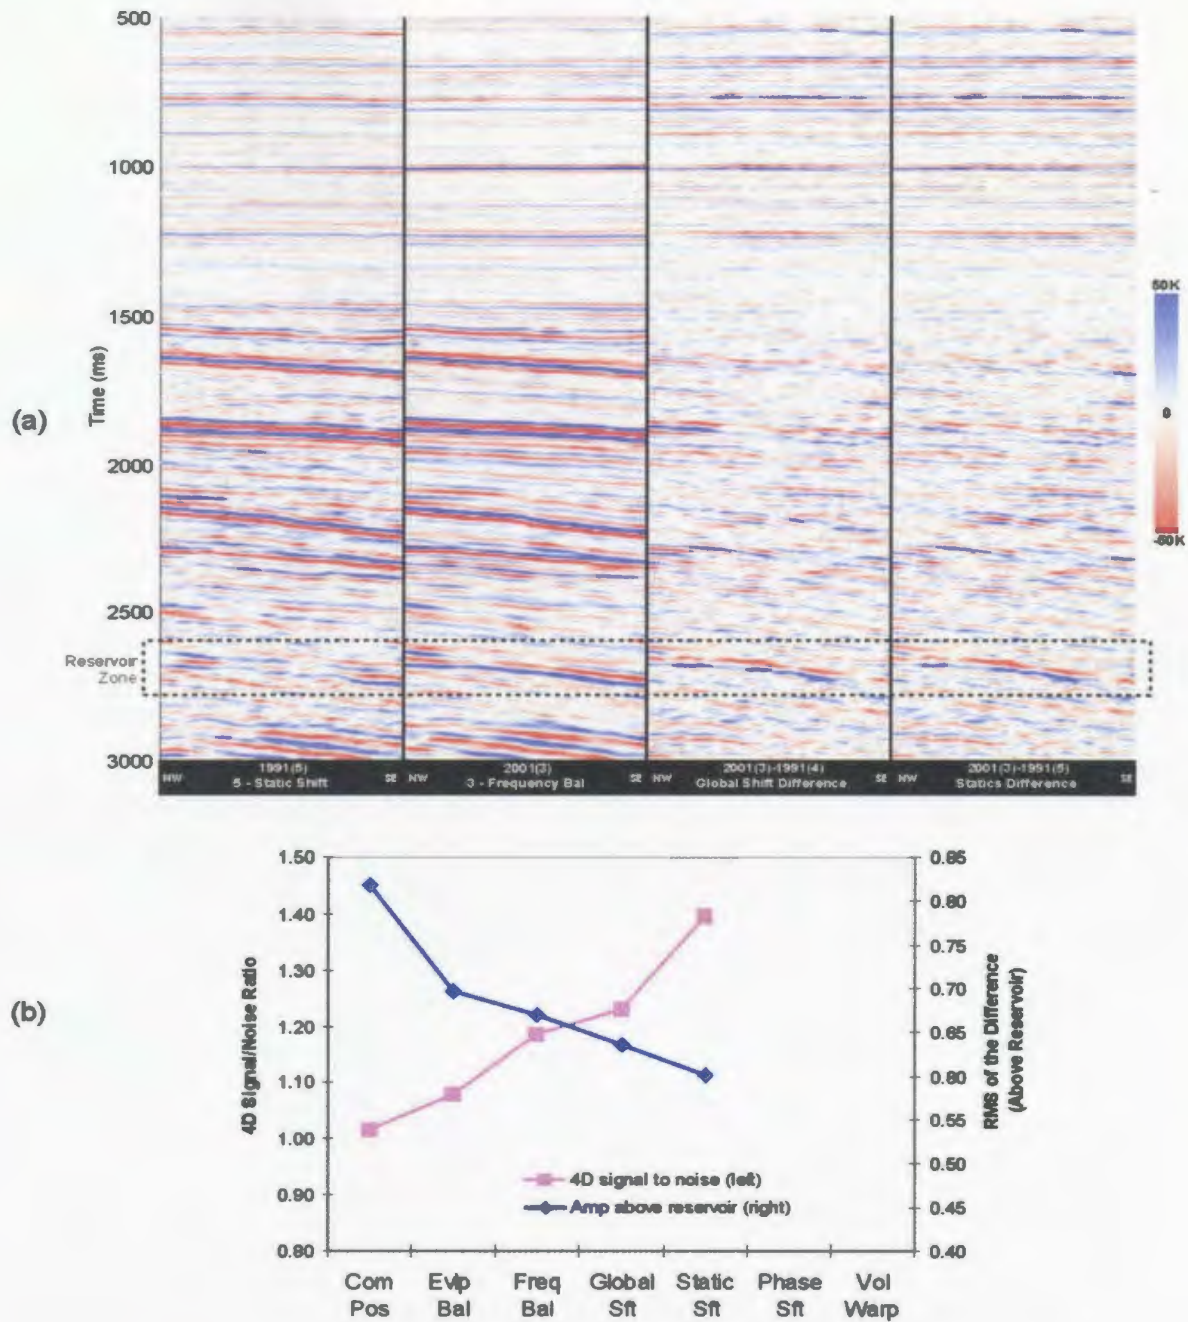 500
1000
1500
2000
2500
3000
Time (ms)
(a)
Reservoir
Zone
50K
0
-50K
NW 1991(5) SE
5 - Static Shift
NW 2001(3) SE
3 - Frequency Bal
NW 2001(3)-1991(4) SE
Global Shift Difference
NW 2001(3)-1991(5) SE
Statics Difference
(b)
4D Signal/Noise Ratio
1.50
1.40
1.30
1.20
1.10
1.00
0.90
0.80
4D signal to noise (left)
Amp above reservoir (right)
0.85
0.80
0.75
0.70
0.65
0.60
0.55
0.50
0.45
0.40
RMS of the Difference
(Above Reservoir)
Com Evlp Freq Global Static Phase Vol
Pos Bal Bal Sft Sft Sft Warp